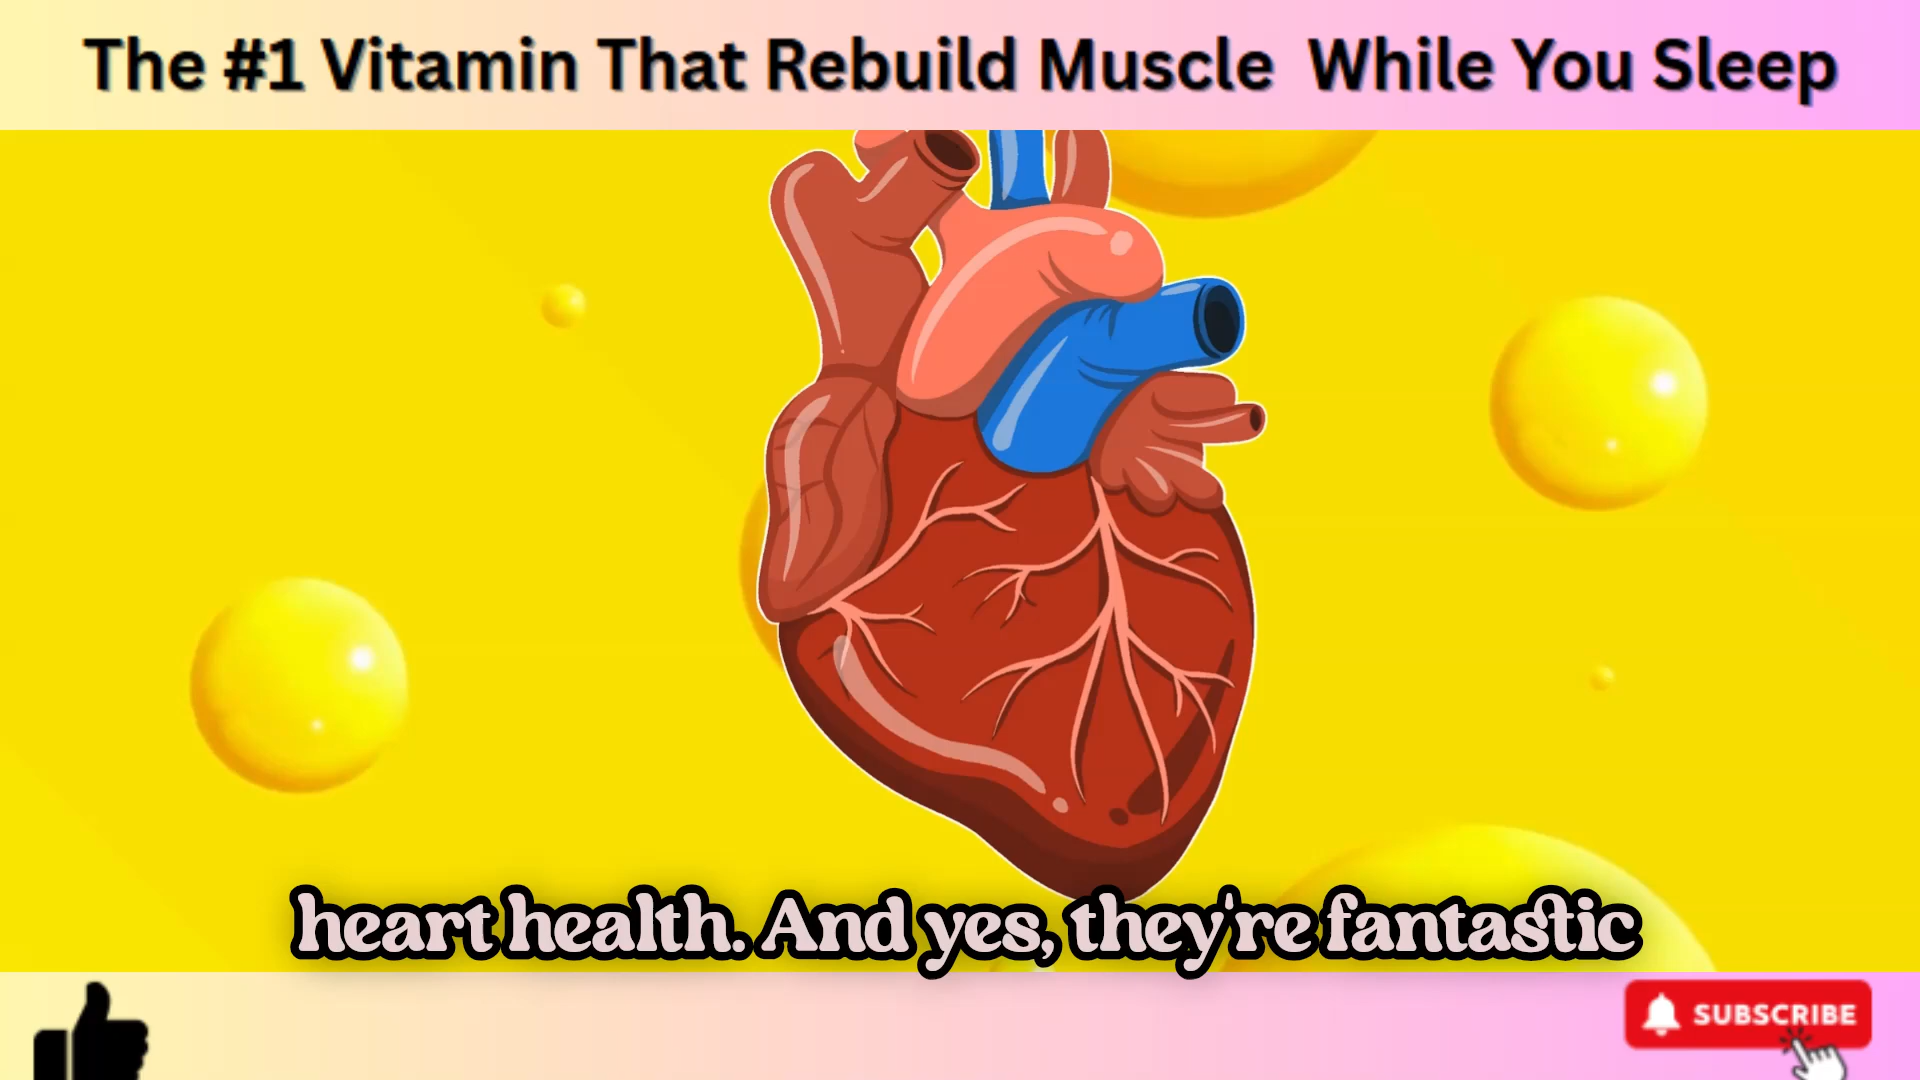 The #1 Vitamin That Rebuild Muscle While You Sleep
heart health. And yes, they're fantastic
SUBSCRIBE